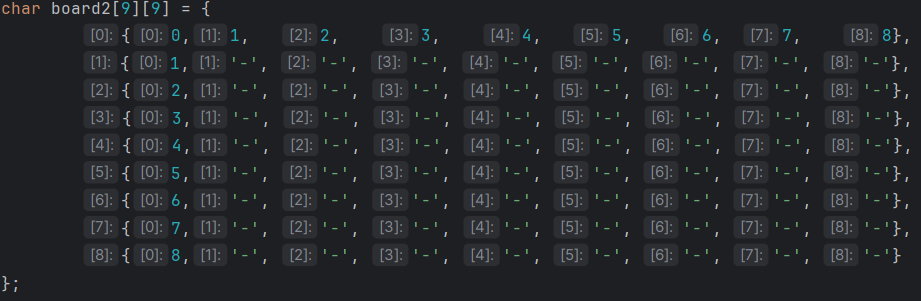 char board2[9][9] = {
[0]: { [0]: 0, [1]: 1, [2]: 2, [3]: 3, [4]: 4, [5]: 5, [6]: 6, [7]: 7, [8]: 8},
[1]: { [0]: 1, [1]: '-', [2]: '-', [3]: '-', [4]: '-', [5]: '-', [6]: '-', [7]: '-', [8]: '-'},
[2]: { [0]: 2, [1]: '-', [2]: '-', [3]: '-', [4]: '-', [5]: '-', [6]: '-', [7]: '-', [8]: '-'},
[3]: { [0]: 3, [1]: '-', [2]: '-', [3]: '-', [4]: '-', [5]: '-', [6]: '-', [7]: '-', [8]: '-'},
[4]: { [0]: 4, [1]: '-', [2]: '-', [3]: '-', [4]: '-', [5]: '-', [6]: '-', [7]: '-', [8]: '-'},
[5]: { [0]: 5, [1]: '-', [2]: '-', [3]: '-', [4]: '-', [5]: '-', [6]: '-', [7]: '-', [8]: '-'},
[6]: { [0]: 6, [1]: '-', [2]: '-', [3]: '-', [4]: '-', [5]: '-', [6]: '-', [7]: '-', [8]: '-'},
[7]: { [0]: 7, [1]: '-', [2]: '-', [3]: '-', [4]: '-', [5]: '-', [6]: '-', [7]: '-', [8]: '-'},
[8]: { [0]: 8, [1]: '-', [2]: '-', [3]: '-', [4]: '-', [5]: '-', [6]: '-', [7]: '-', [8]: '-'}
};